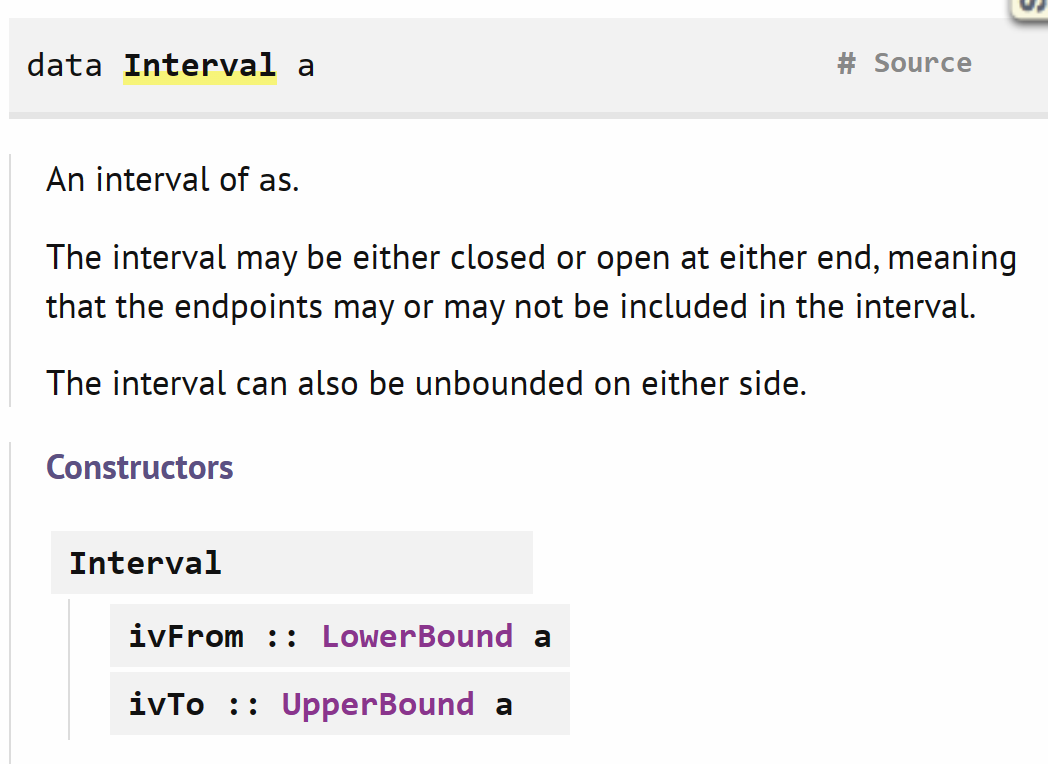 data Interval a # Source
An interval of as.
The interval may be either closed or open at either end, meaning
that the endpoints may or may not be included in the interval.
The interval can also be unbounded on either side.
Constructors
Interval
ivFrom :: LowerBound a
ivTo :: UpperBound a